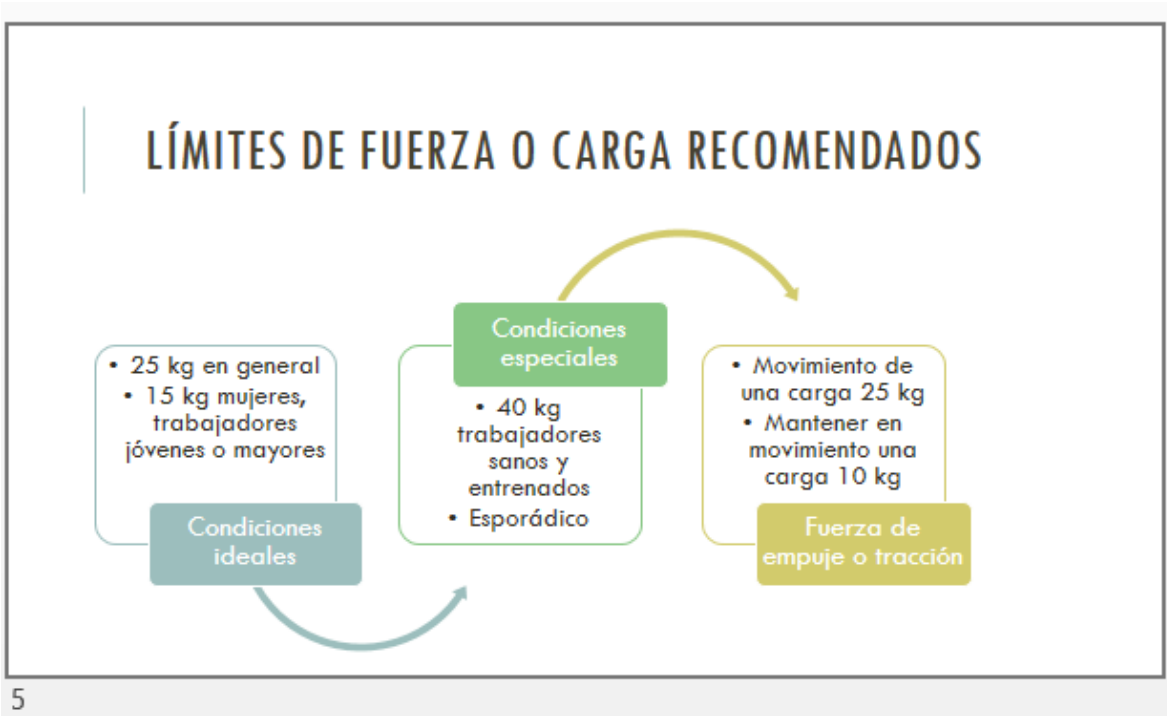 LÍMITES DE FUERZA O CARGA RECOMENDADOS
• 25 kg en general
• 15 kg mujeres,
trabajadores
jóvenes o mayores
Condiciones
ideales
Condiciones
especiales
• 40 kg
trabajadores
sanos y
entrenados
• Esporádico
• Movimiento de
una carga 25 kg
• Mantener en
movimiento una
carga 10 kg
Fuerza de
empuje o tracción
5